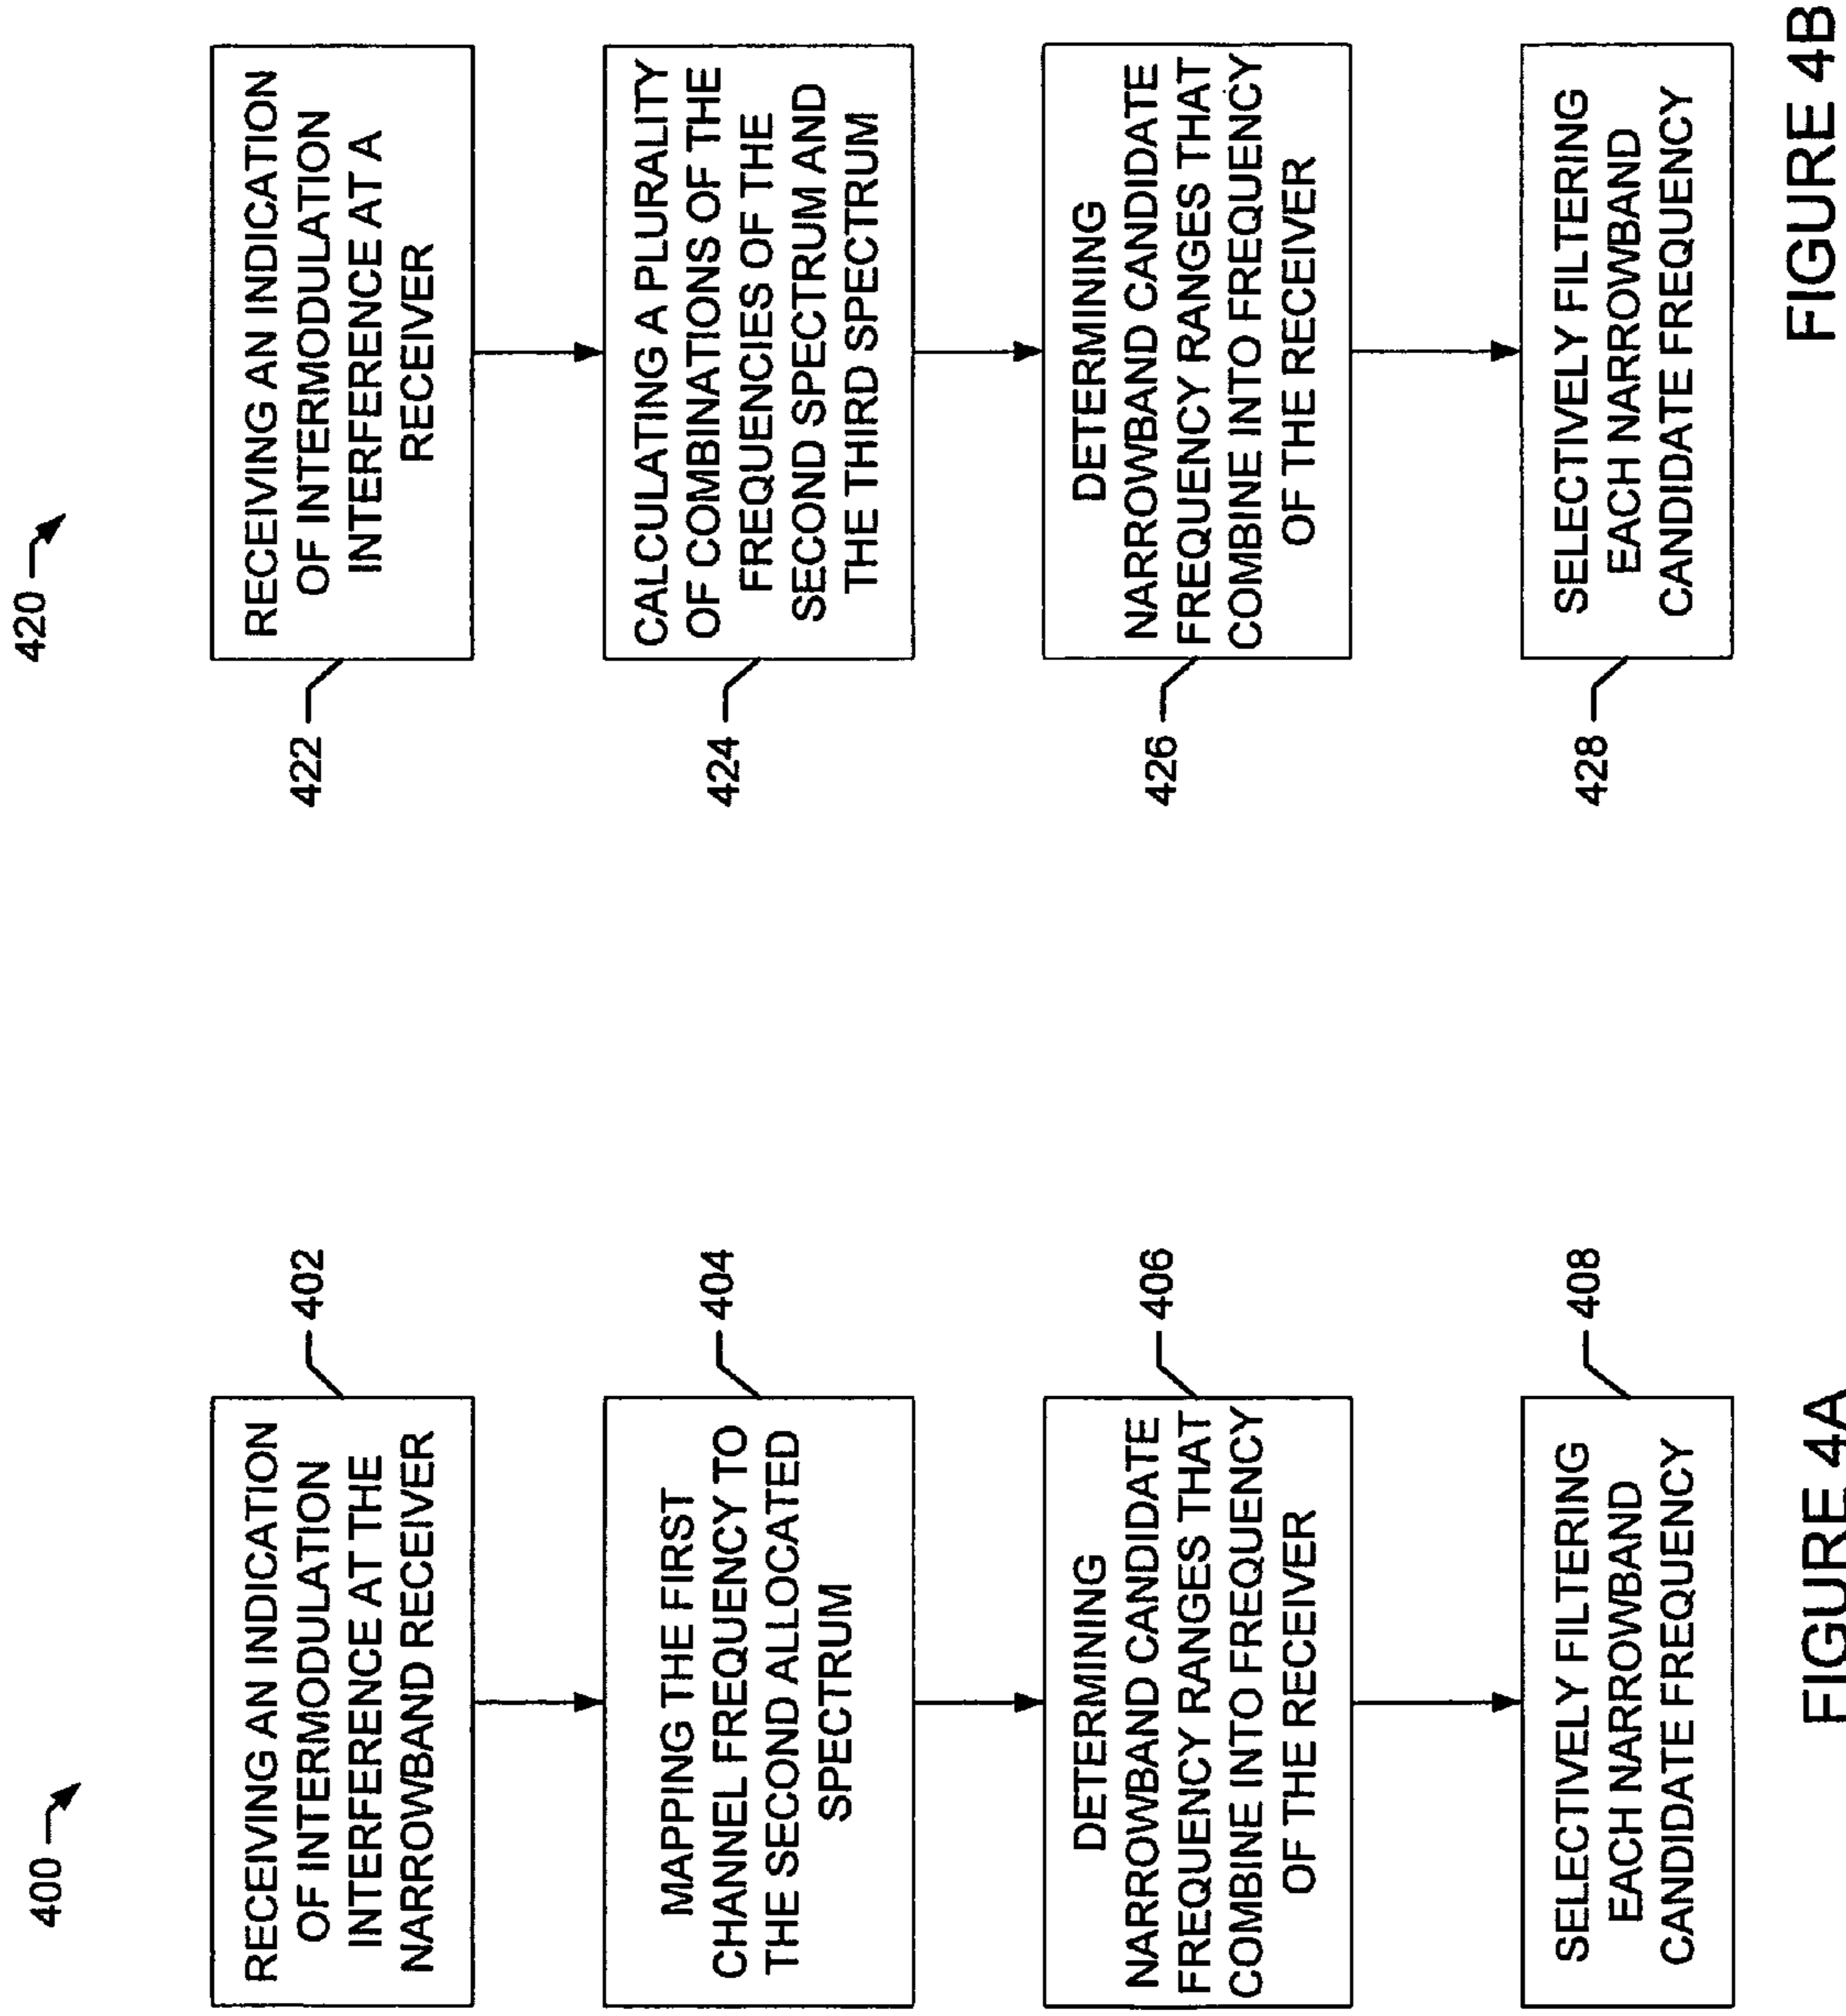 400
RECEIVING AN INDICATION
OF INTERMODULATION
INTERFERENCE AT THE
NARROWBAND RECEIVER
402
MAPPING THE FIRST
CHANNEL FREQUENCY TO
THE SECOND ALLOCATED
SPECTRUM
404
DETERMINING
NARROWBAND CANDIDATE
FREQUENCY RANGES THAT
COMBINE INTO FREQUENCY
OF THE RECEIVER
406
SELECTIVELY FILTERING
EACH NARROWBAND
CANDIDATE FREQUENCY
408
FIGURE 4A
420
RECEIVING AN INDICATION
OF INTERMODULATION
INTERFERENCE AT A
RECEIVER
422
CALCULATING A PLURALITY
OF COMBINATIONS OF THE
FREQUENCIES OF THE
SECOND SPECTRUM AND
THE THIRD SPECTRUM
424
DETERMINING
NARROWBAND CANDIDATE
FREQUENCY RANGES THAT
COMBINE INTO FREQUENCY
OF THE RECEIVER
426
SELECTIVELY FILTERING
EACH NARROWBAND
CANDIDATE FREQUENCY
428
FIGURE 4B